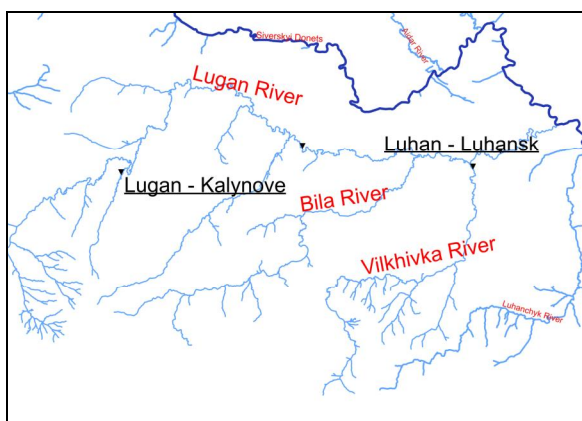 Siverskyi Donets
Aidar River
Lugan River
Luhan - Luhansk
Lugan - Kalynove
Bila River
Vilkhivka River
Luhanchyk River